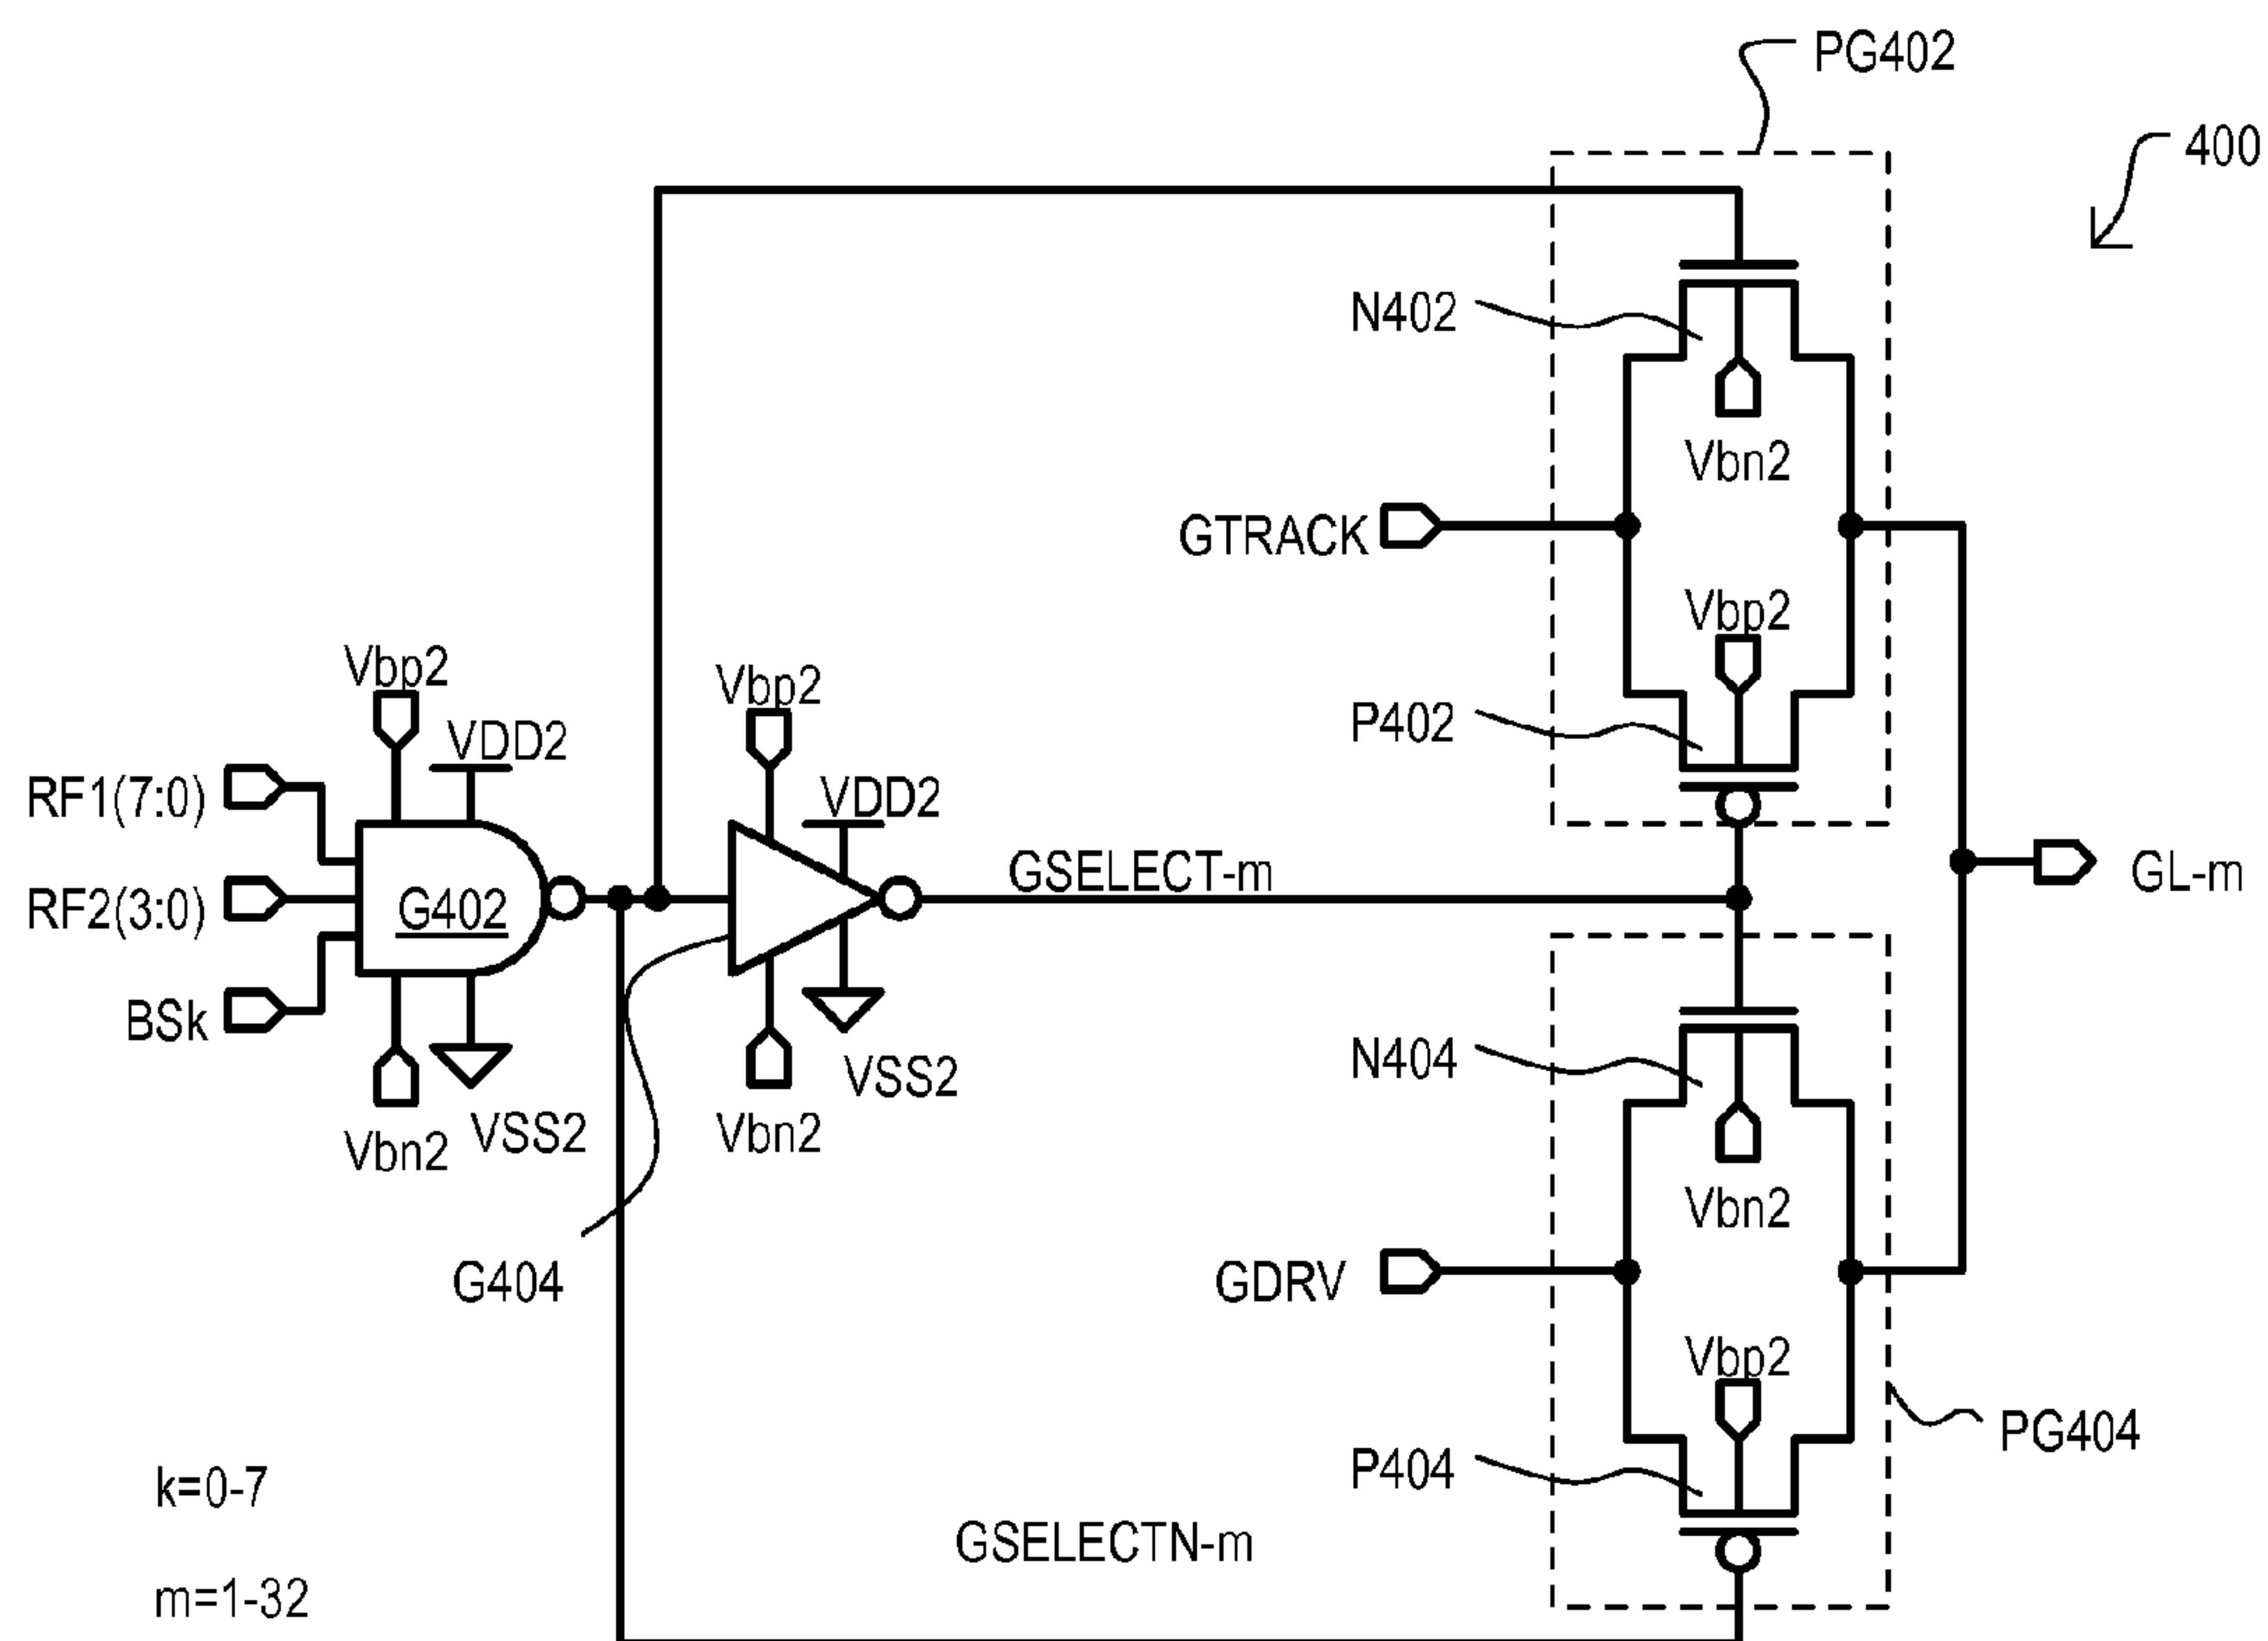 PG402
400
N402
Vbn2
GTRACK
Vbp2
P402
Vbp2
VDD2
Vbp2
VDD2
RF1(7:0)
RF2(3:0)
BSk
G402
GSELECT-m
GL-m
Vbn2
VSS2
Vbn2
VSS2
G404
N404
Vbn2
GDRV
Vbp2
P404
PG404
GSELECTN-m
k=0-7
m=1-32